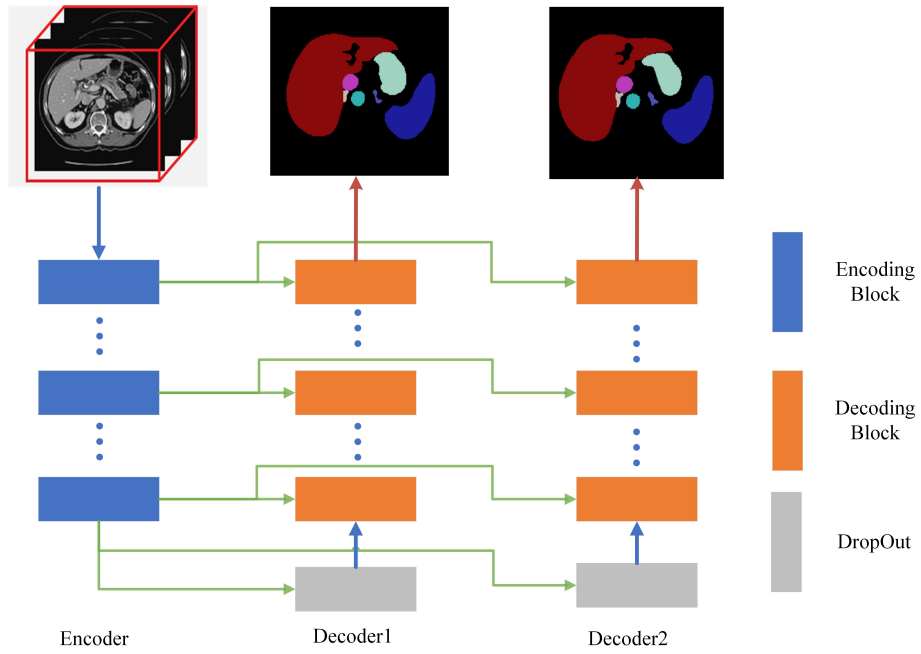 Encoding
Block
Decoding
Block
DropOut
Encoder
Decoder1
Decoder2